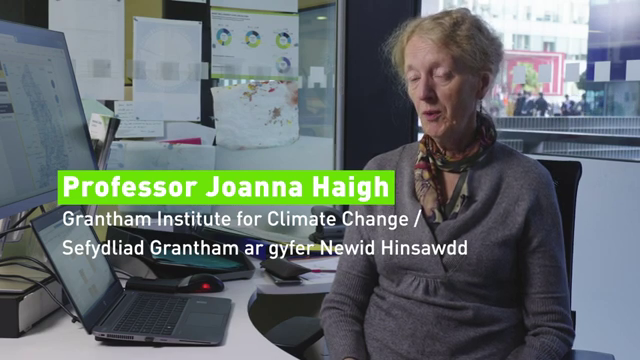 Professor Joanna Haigh
Grantham Institute for Climate Change /
Sefydliad Grantham ar gyfer Newid Hinsawdd